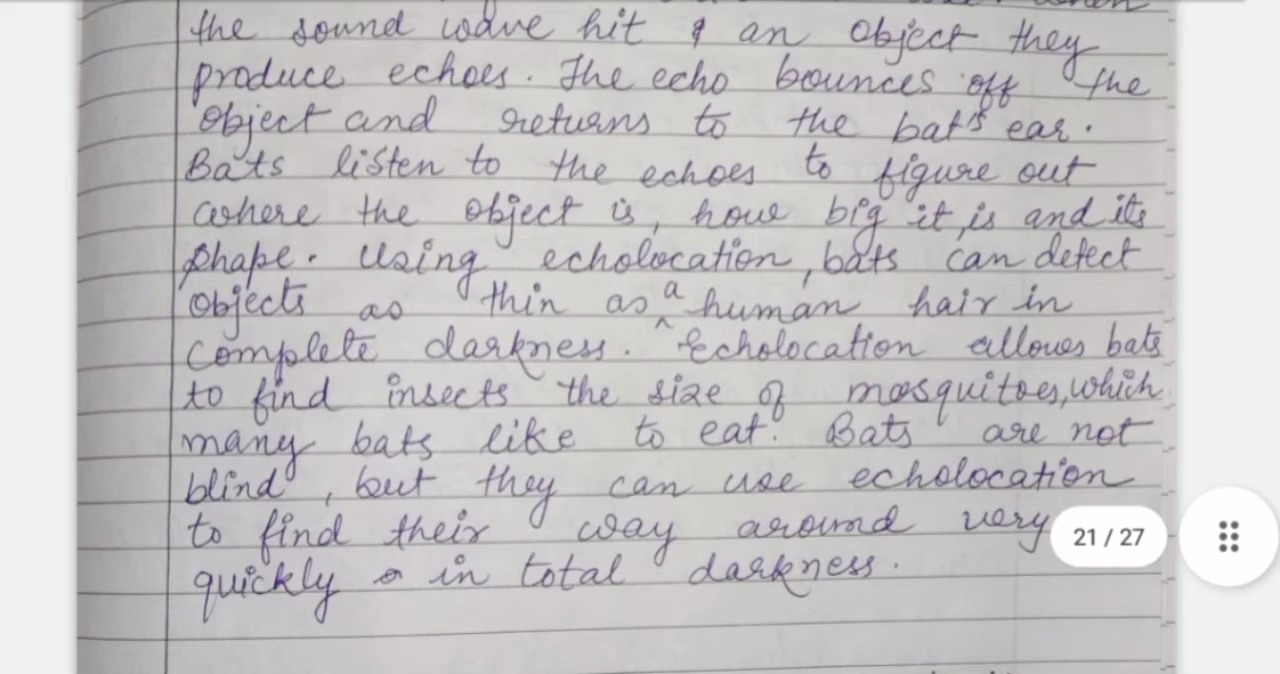 the sound wave hit an object they
produce echoes. The echo bounces off the
object and returns to the bat's ear.
Bats listen to the echoes to figure out
where the object is, how big it is and its
shape. Using echolocation, bats can detect
objects as thin as a human hair in
complete darkness. Echolocation allows bats
to find insects the size of mosquitoes, which
many bats like to eat. Bats are not
blind, but they can use echolocation
to find their way around very
21 / 27
quickly in total darkness.